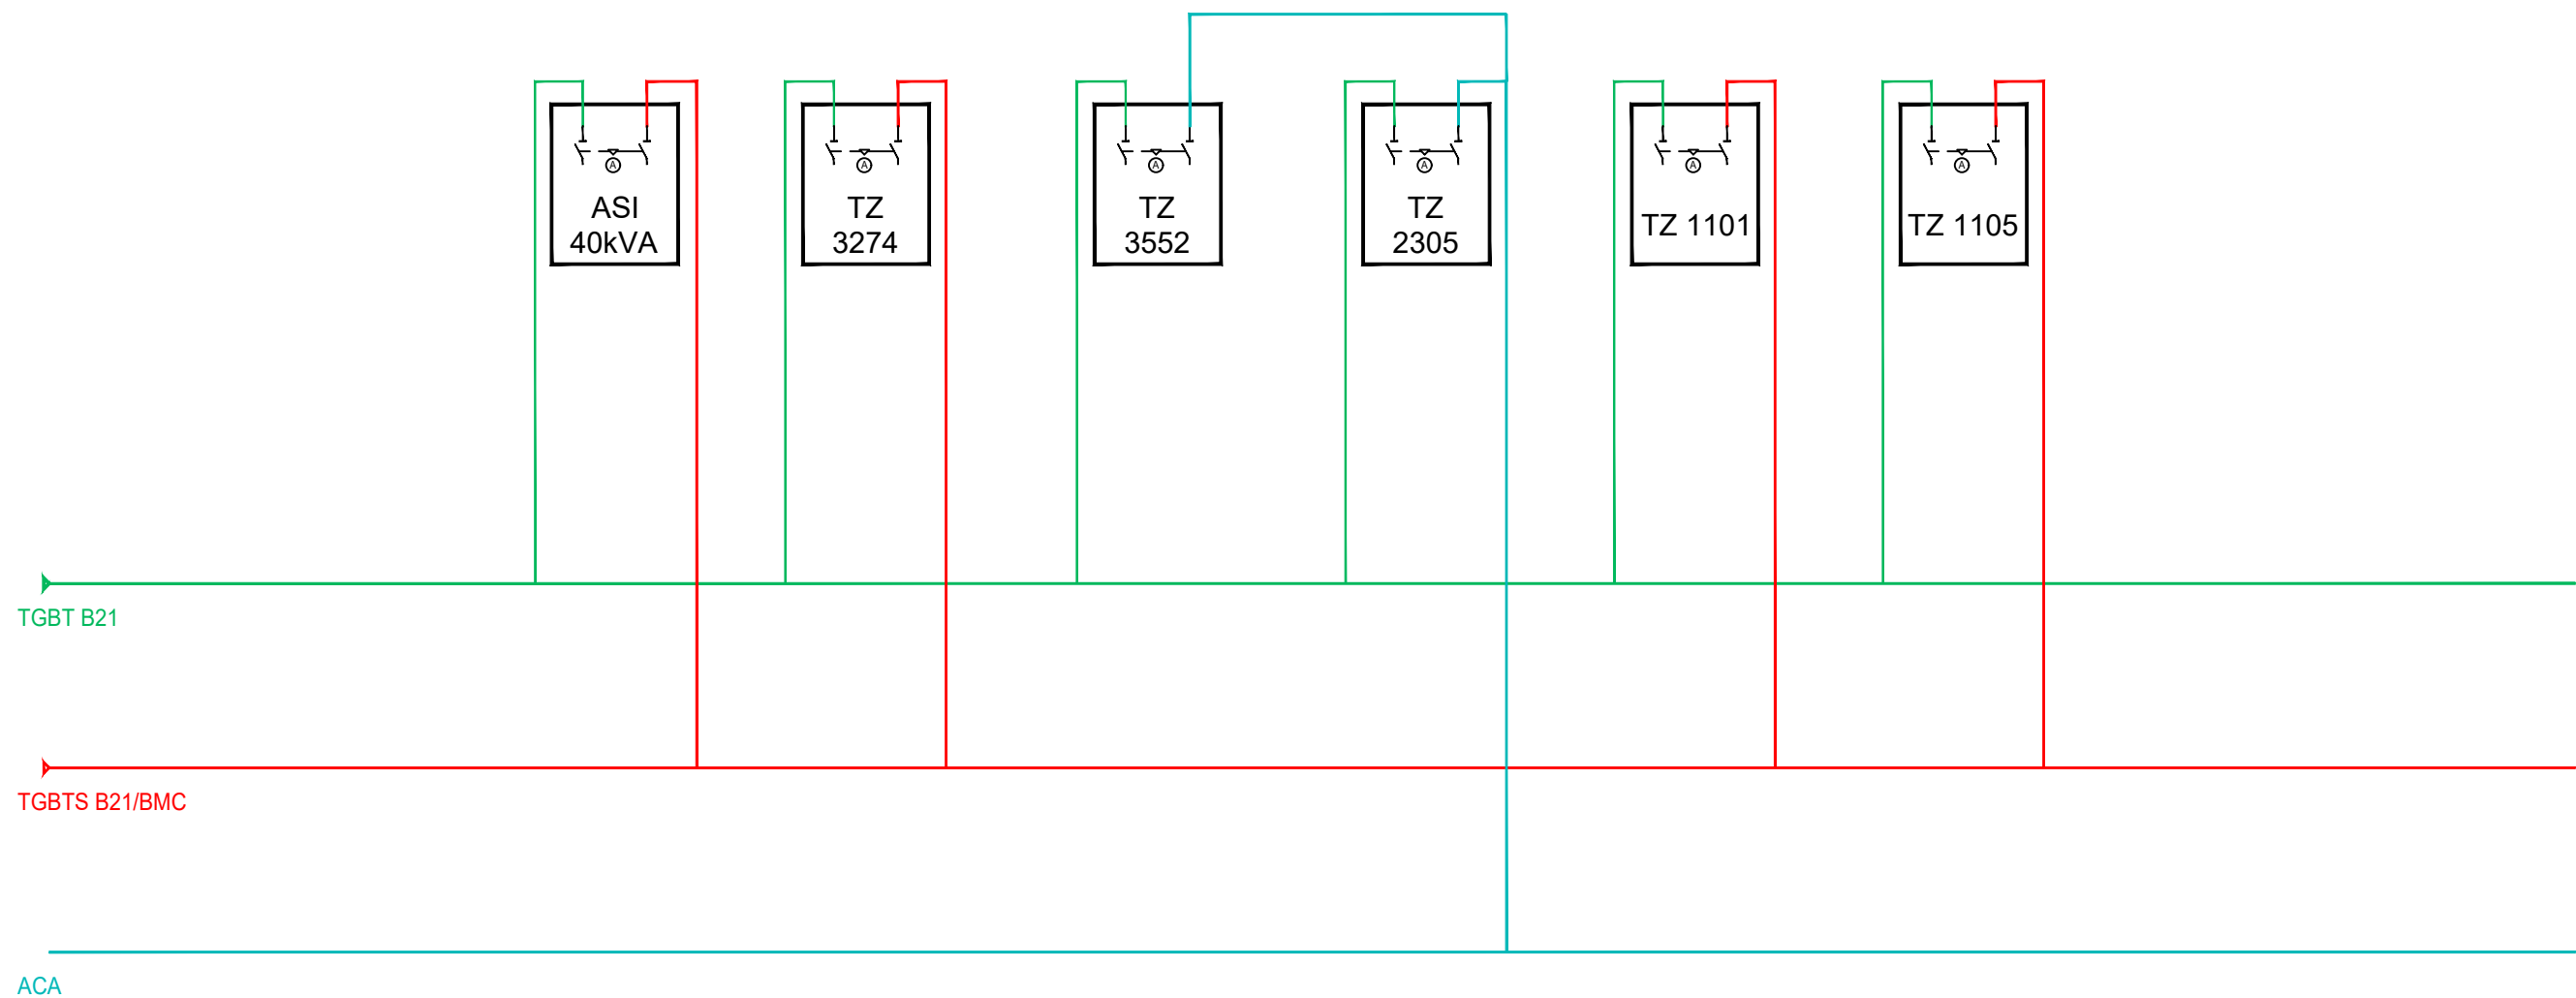 A
ASI
40kVA
A
TZ
3274
A
TZ
3552
A
TZ
2305
A
TZ 1101
A
TZ 1105
TGBT B21
TGBTS B21/BMC
ACA